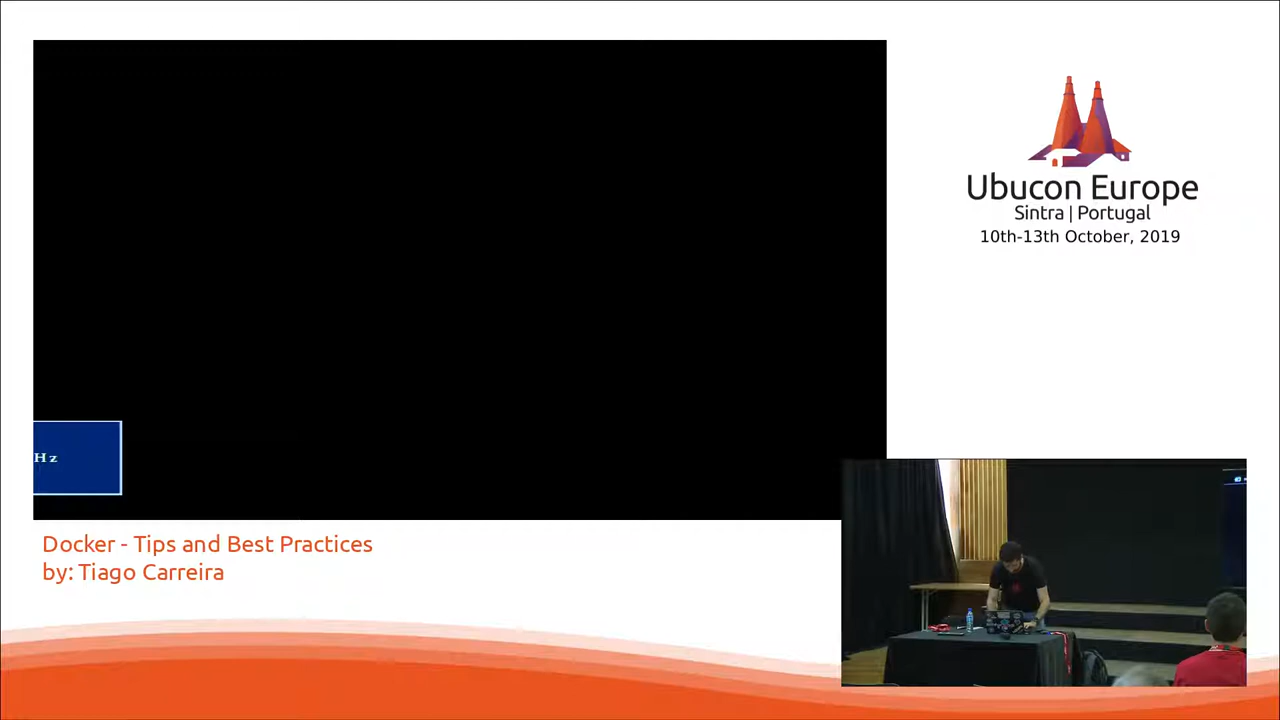 Hz
Docker - Tips and Best Practices
by: Tiago Carreira
Ubucon Europe
Sintra | Portugal
10th-13th October, 2019